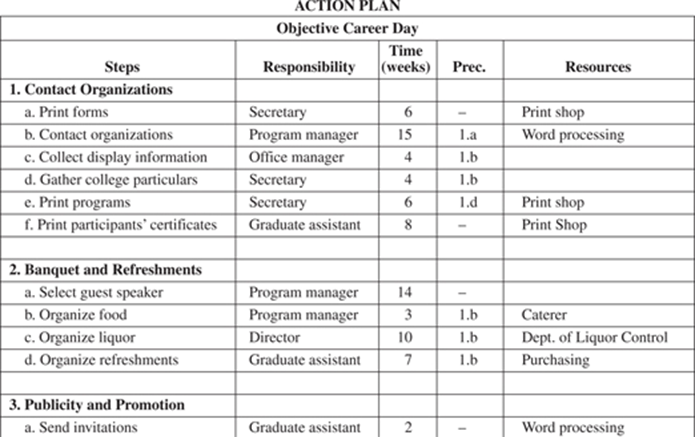 ACTION PLAN
Objective Career Day
Steps Responsibility Time (weeks) Prec. Resources
1. Contact Organizations
a. Print forms Secretary 6 – Print shop
b. Contact organizations Program manager 15 1.a Word processing
c. Collect display information Office manager 4 1.b
d. Gather college particulars Secretary 4 1.b
e. Print programs Secretary 6 1.d Print shop
f. Print participants’ certificates Graduate assistant 8 – Print Shop
2. Banquet and Refreshments
a. Select guest speaker Program manager 14 –
b. Organize food Program manager 3 1.b Caterer
c. Organize liquor Director 10 1.b Dept. of Liquor Control
d. Organize refreshments Graduate assistant 7 1.b Purchasing
3. Publicity and Promotion
a. Send invitations Graduate assistant 2 – Word processing